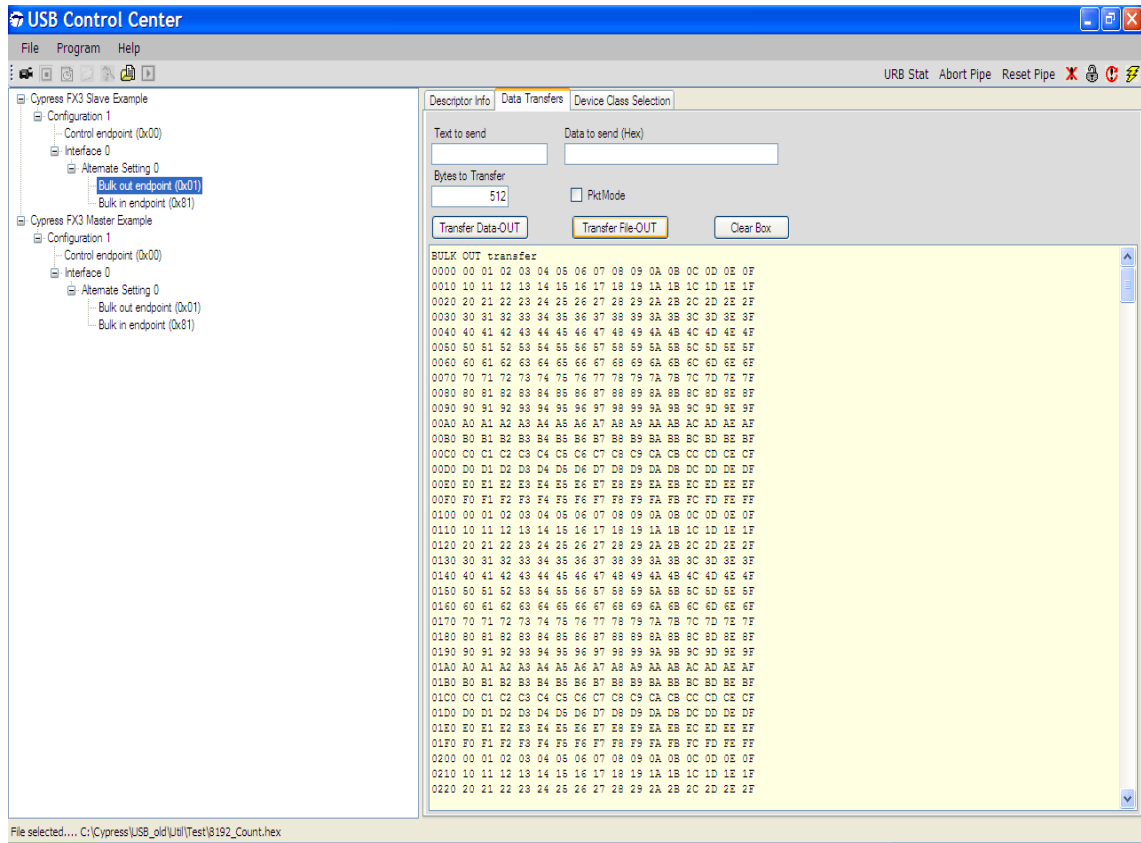 USB Control Center
File Program Help
URB Stat Abort Pipe Reset Pipe
Cypress FX3 Slave Example
Configuration 1
Control endpoint (0x00)
Interface 0
Alternate Setting 0
Bulk out endpoint (0x01)
Bulk in endpoint (0x81)
Cypress FX3 Master Example
Configuration 1
Control endpoint (0x00)
Interface 0
Alternate Setting 0
Bulk out endpoint (0x01)
Bulk in endpoint (0x81)
Descriptor Info Data Transfers Device Class Selection
Text to send Data to send (Hex)
Bytes to Transfer
512 PktMode
Transfer Data-OUT Transfer File-OUT Clear Box
BULK OUT transfer
0000 00 01 02 03 04 05 06 07 08 09 0A 0B 0C 0D 0E 0F
0010 10 11 12 13 14 15 16 17 18 19 1A 1B 1C 1D 1E 1F
0020 20 21 22 23 24 25 26 27 28 29 2A 2B 2C 2D 2E 2F
0030 30 31 32 33 34 35 36 37 38 39 3A 3B 3C 3D 3E 3F
0040 40 41 42 43 44 45 46 47 48 49 4A 4B 4C 4D 4E 4F
0050 50 51 52 53 54 55 56 57 58 59 5A 5B 5C 5D 5E 5F
0060 60 61 62 63 64 65 66 67 68 69 6A 6B 6C 6D 6E 6F
0070 70 71 72 73 74 75 76 77 78 79 7A 7B 7C 7D 7E 7F
0080 80 81 82 83 84 85 86 87 88 89 8A 8B 8C 8D 8E 8F
0090 90 91 92 93 94 95 96 97 98 99 9A 9B 9C 9D 9E 9F
00A0 A0 A1 A2 A3 A4 A5 A6 A7 A8 A9 AA AB AC AD AE AF
00B0 B0 B1 B2 B3 B4 B5 B6 B7 B8 B9 BA BB BC BD BE BF
00C0 C0 C1 C2 C3 C4 C5 C6 C7 C8 C9 CA CB CC CD CE CF
00D0 D0 D1 D2 D3 D4 D5 D6 D7 D8 D9 DA DB DC DD DE DF
00E0 E0 E1 E2 E3 E4 E5 E6 E7 E8 E9 EA EB EC ED EE EF
00F0 F0 F1 F2 F3 F4 F5 F6 F7 F8 F9 FA FB FC FD FE FF
0100 00 01 02 03 04 05 06 07 08 09 0A 0B 0C 0D 0E 0F
0110 10 11 12 13 14 15 16 17 18 19 1A 1B 1C 1D 1E 1F
0120 20 21 22 23 24 25 26 27 28 29 2A 2B 2C 2D 2E 2F
0130 30 31 32 33 34 35 36 37 38 39 3A 3B 3C 3D 3E 3F
0140 40 41 42 43 44 45 46 47 48 49 4A 4B 4C 4D 4E 4F
0150 50 51 52 53 54 55 56 57 58 59 5A 5B 5C 5D 5E 5F
0160 60 61 62 63 64 65 66 67 68 69 6A 6B 6C 6D 6E 6F
0170 70 71 72 73 74 75 76 77 78 79 7A 7B 7C 7D 7E 7F
0180 80 81 82 83 84 85 86 87 88 89 8A 8B 8C 8D 8E 8F
0190 90 91 92 93 94 95 96 97 98 99 9A 9B 9C 9D 9E 9F
01A0 A0 A1 A2 A3 A4 A5 A6 A7 A8 A9 AA AB AC AD AE AF
01B0 B0 B1 B2 B3 B4 B5 B6 B7 B8 B9 BA BB BC BD BE BF
01C0 C0 C1 C2 C3 C4 C5 C6 C7 C8 C9 CA CB CC CD CE CF
01D0 D0 D1 D2 D3 D4 D5 D6 D7 D8 D9 DA DB DC DD DE DF
01E0 E0 E1 E2 E3 E4 E5 E6 E7 E8 E9 EA EB EC ED EE EF
01F0 F0 F1 F2 F3 F4 F5 F6 F7 F8 F9 FA FB FC FD FE FF
0200 00 01 02 03 04 05 06 07 08 09 0A 0B 0C 0D 0E 0F
0210 10 11 12 13 14 15 16 17 18 19 1A 1B 1C 1D 1E 1F
0220 20 21 22 23 24 25 26 27 28 29 2A 2B 2C 2D 2E 2F
File selected.... C:\Cypress\USB_old\Util\Test\8192_Count.hex